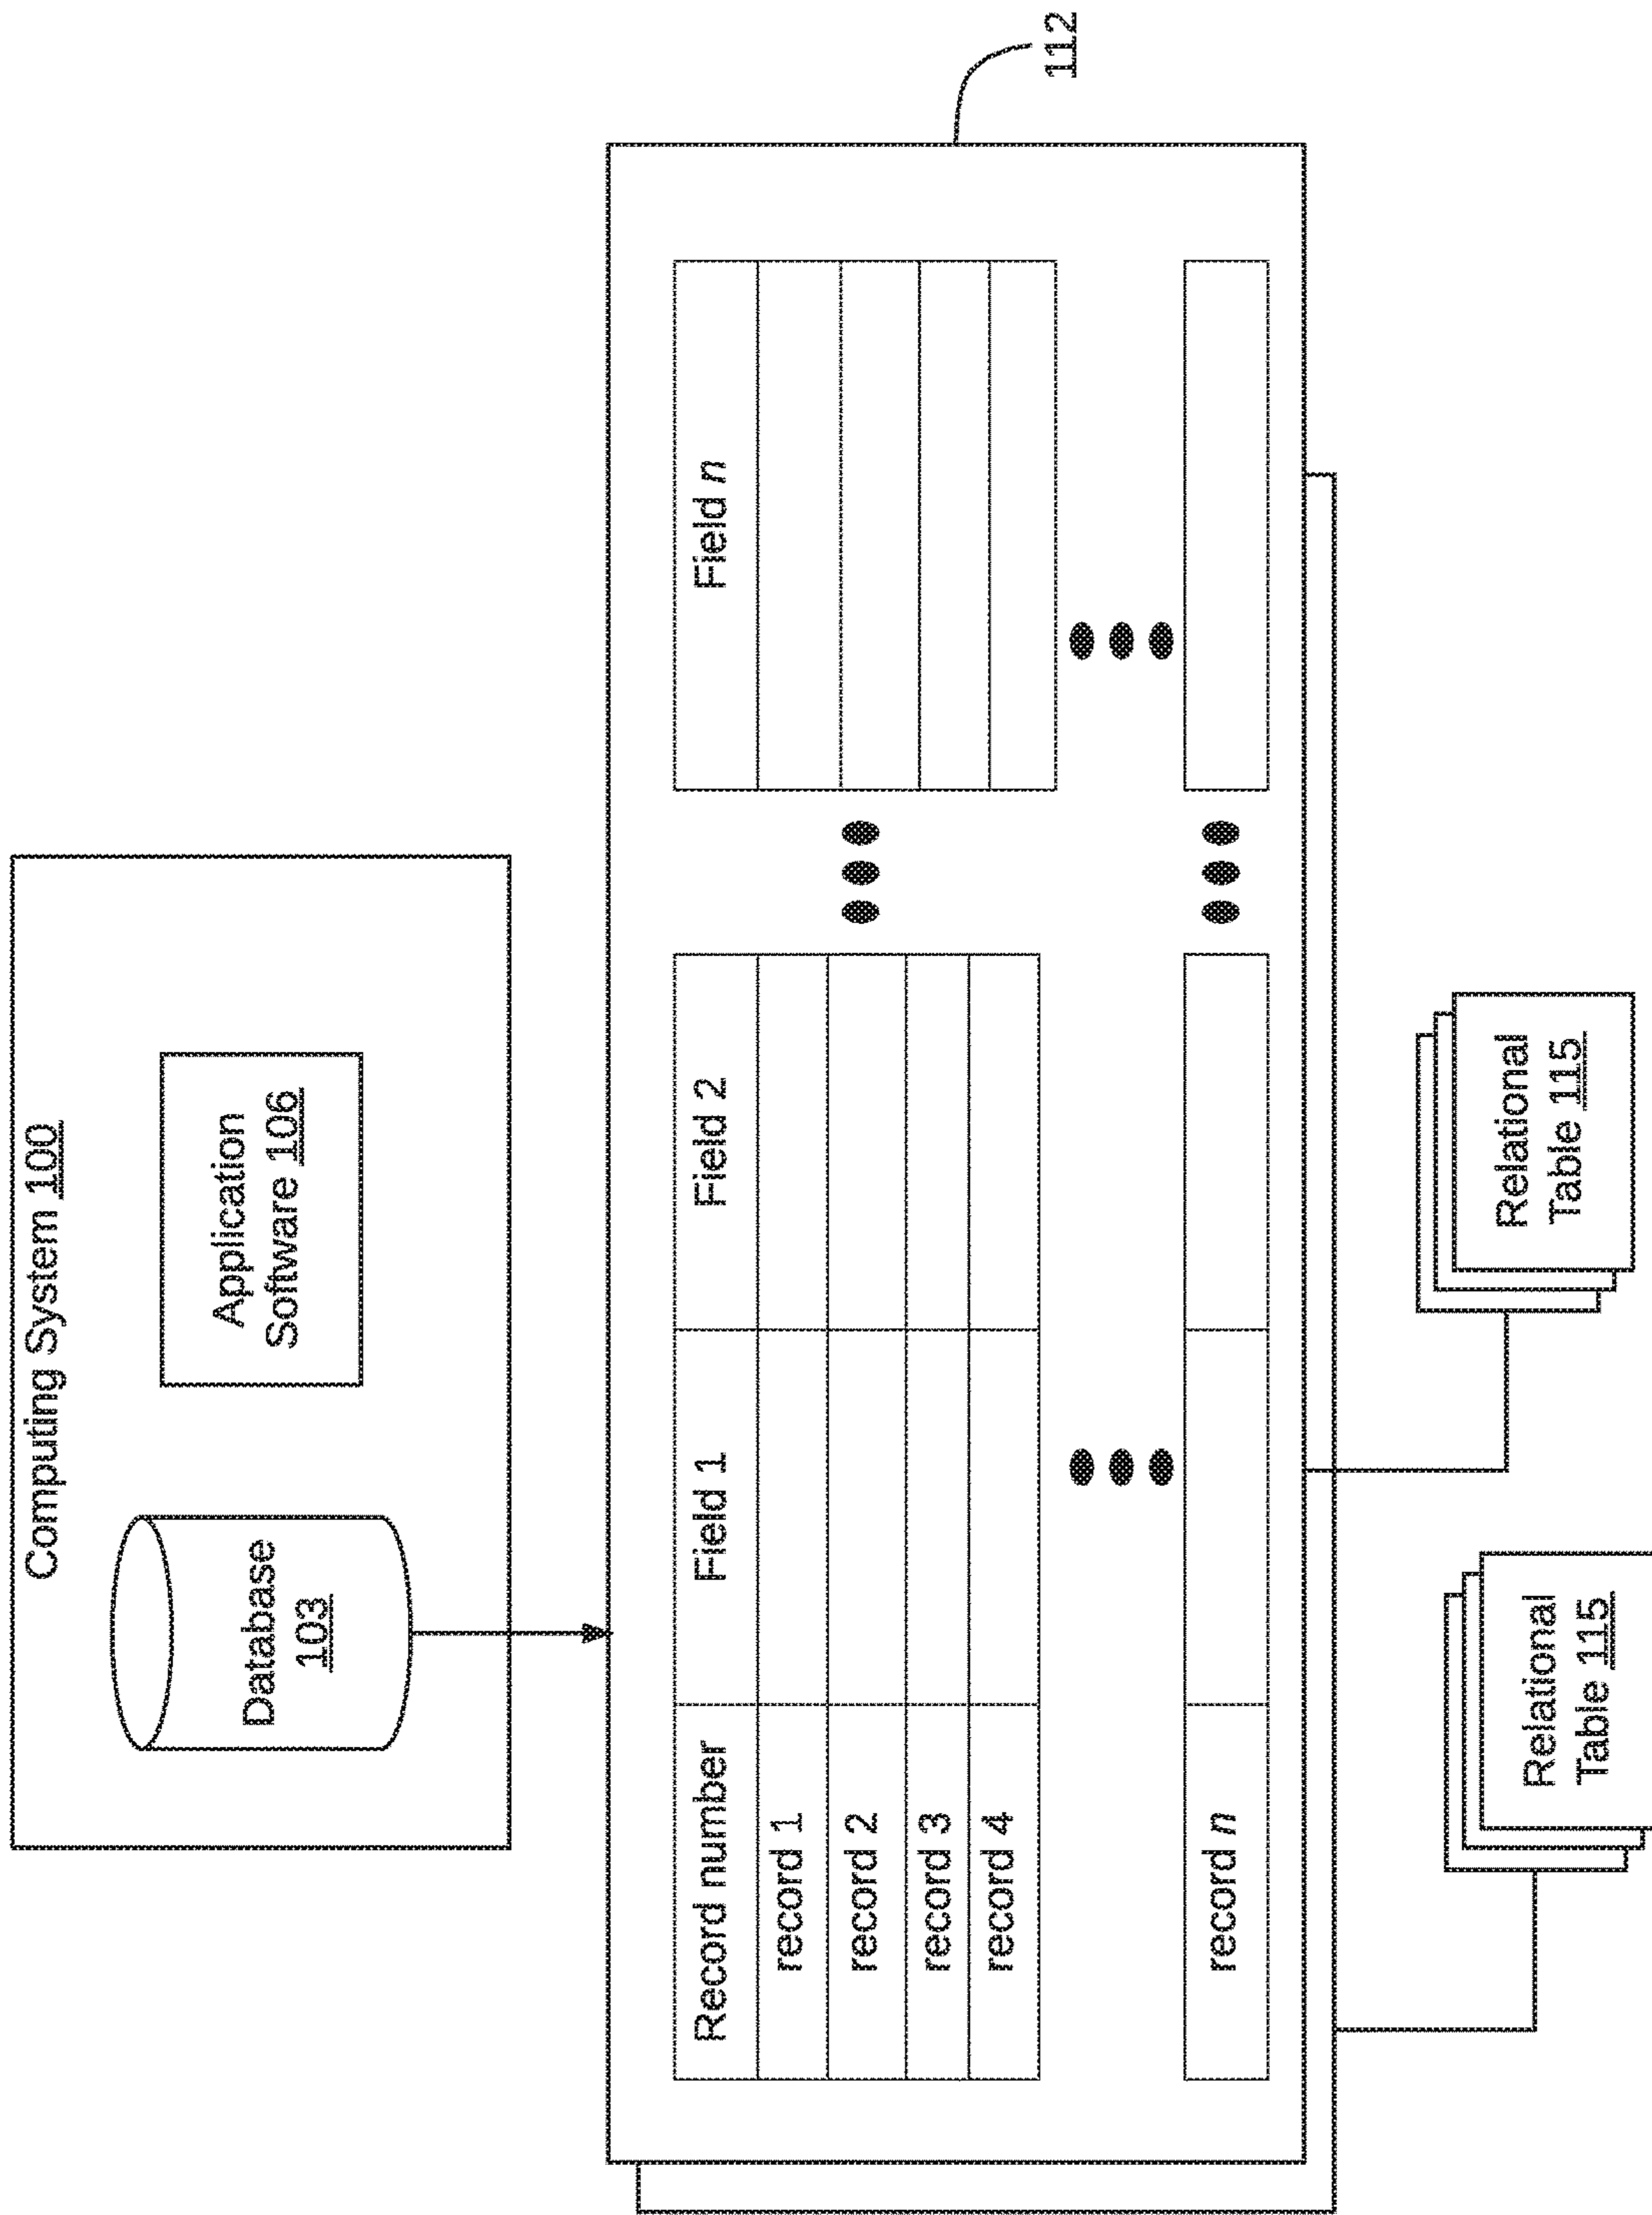 Computing System 100
Database
103
Application
Software 106
112
Record number
Field 1
Field 2
Field n
record 1
record 2
record 3
record 4
record n
Relational
Table 115
Relational
Table 115